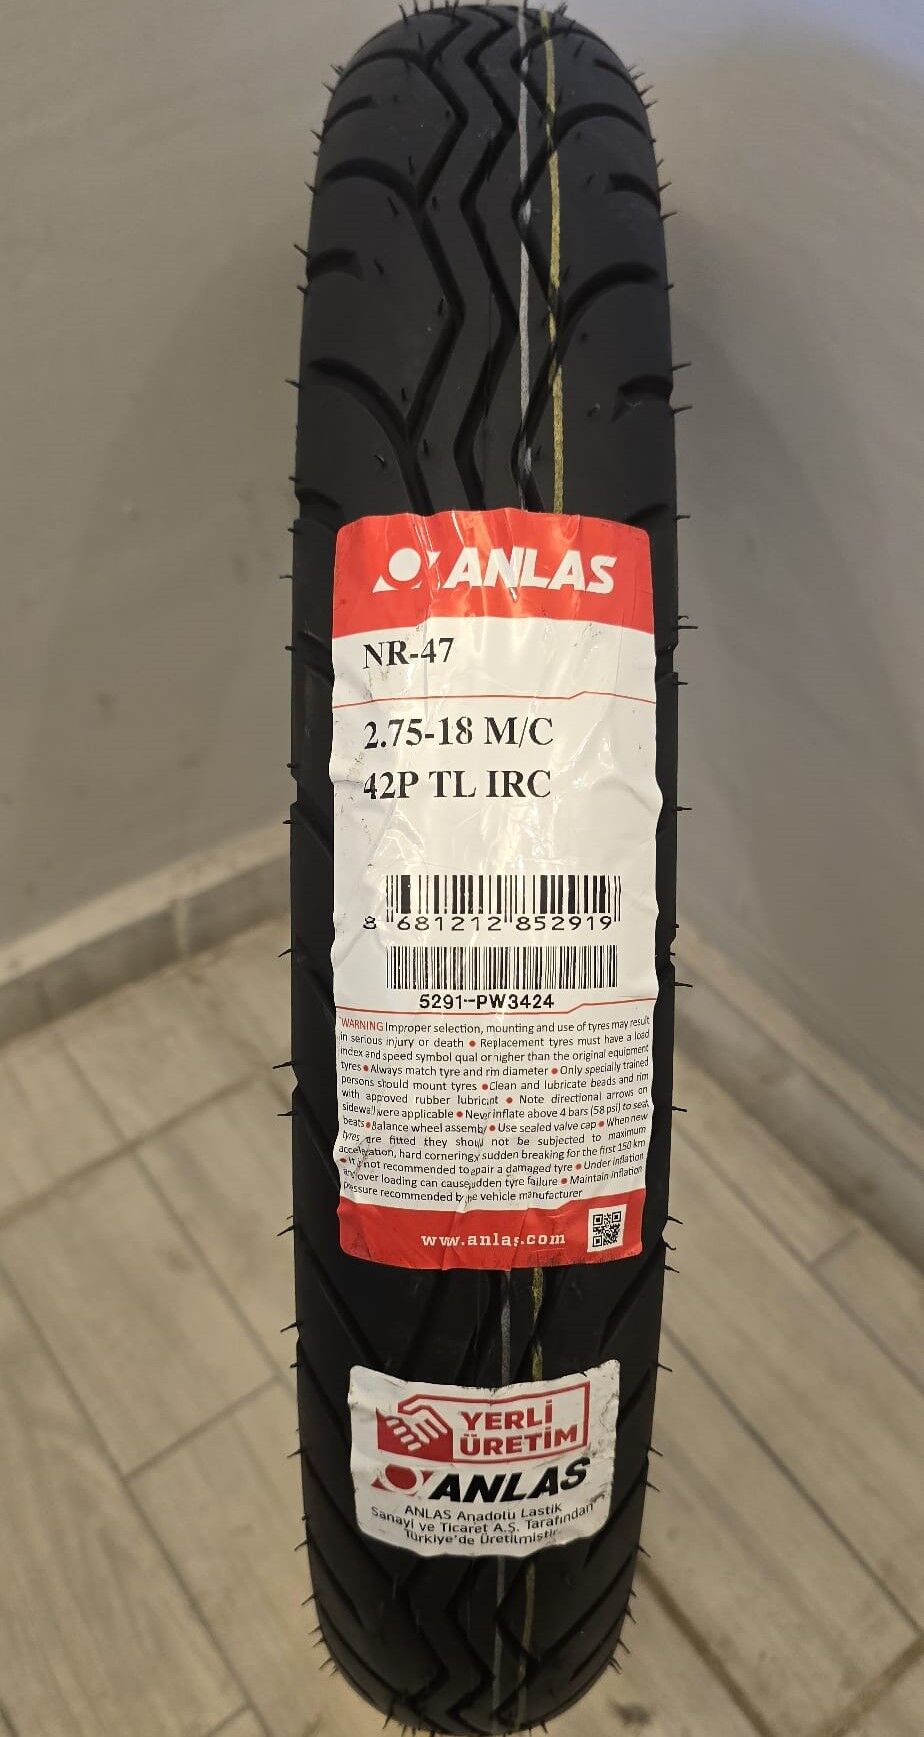 ANLAS
NR-47
2.75-18 M/C
42P TL IRC
8 681212 852919
5291-PW3424
WARNING Improper selection, mounting and use of tyres may result
in serious injury or death • Replacement tyres must have a load
index and speed symbol qual or higher than the original equipment
tyres • Always match tyre and rim diameter • Only specially trained
persons should mount tyres • Clean and lubricate beads and rim
with approved rubber lubricant • Note directional arrows on
sidewall were applicable • Never inflate above 4 bars (58 psi) to seat
beats • Balance wheel assembly • Use sealed valve cap • When new
tyres are fitted they should not be subjected to maximum
acceleration, hard cornering, sudden breaking for the first 150 km
• It is not recommended to repair a damaged tyre • Under inflation
and over loading can cause sudden tyre failure • Maintain inflation
pressure recommended by the vehicle manufacturer
www.anlas.com
YERLİ
ÜRETİM
ANLAS
ANLAS Anadolu Lastik
Sanayi ve Ticaret A.Ş. Tarafından
Türkiye'de Üretilmiştir.